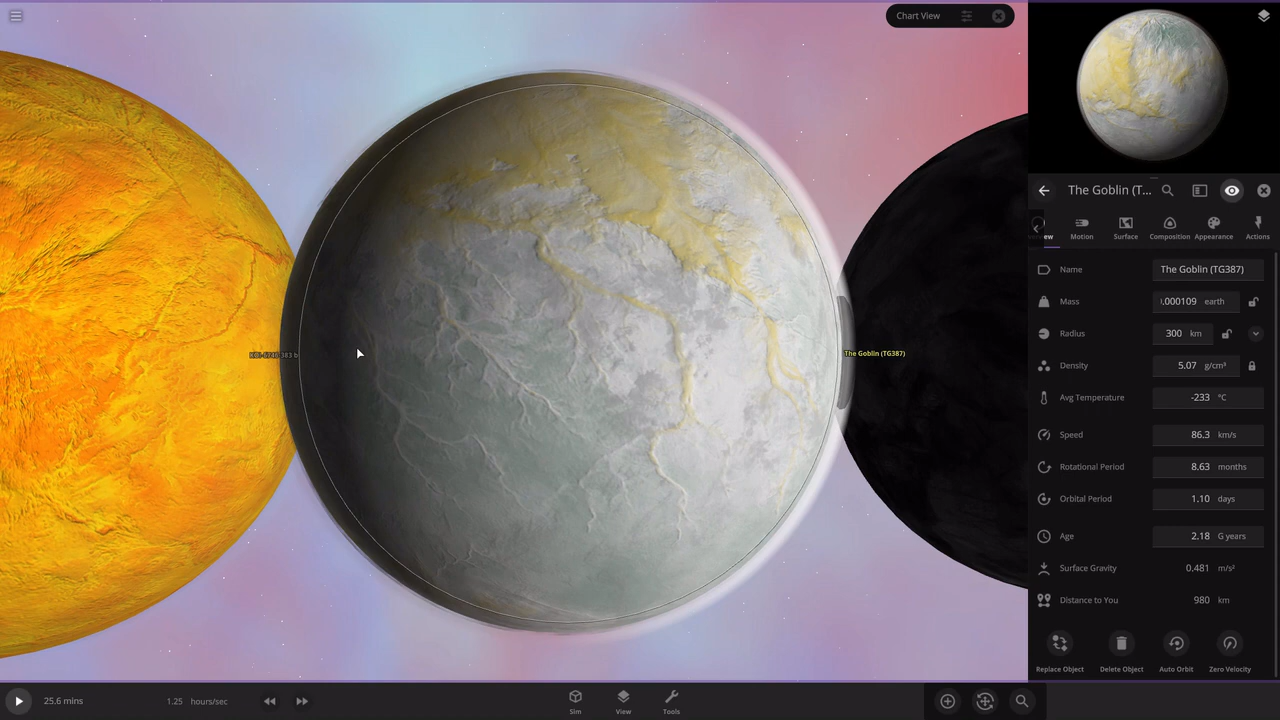 Chart View
The Goblin (T...
Motion
Surface
Composition
Appearance
Actions
Name The Goblin (TG387)
Mass .000109 earth
Radius 300 km
Density 5.07 g/cm³
Avg Temperature -233 °C
Speed 86.3 km/s
Rotational Period 8.63 months
Orbital Period 1.10 days
Age 2.18 G years
Surface Gravity 0.481 m/s²
Distance to You 980 km
Replace Object
Delete Object
Auto Orbit
Zero Velocity
The Goblin (TG387)
25.6 mins
1.25 hours/sec
Sim
View
Tools